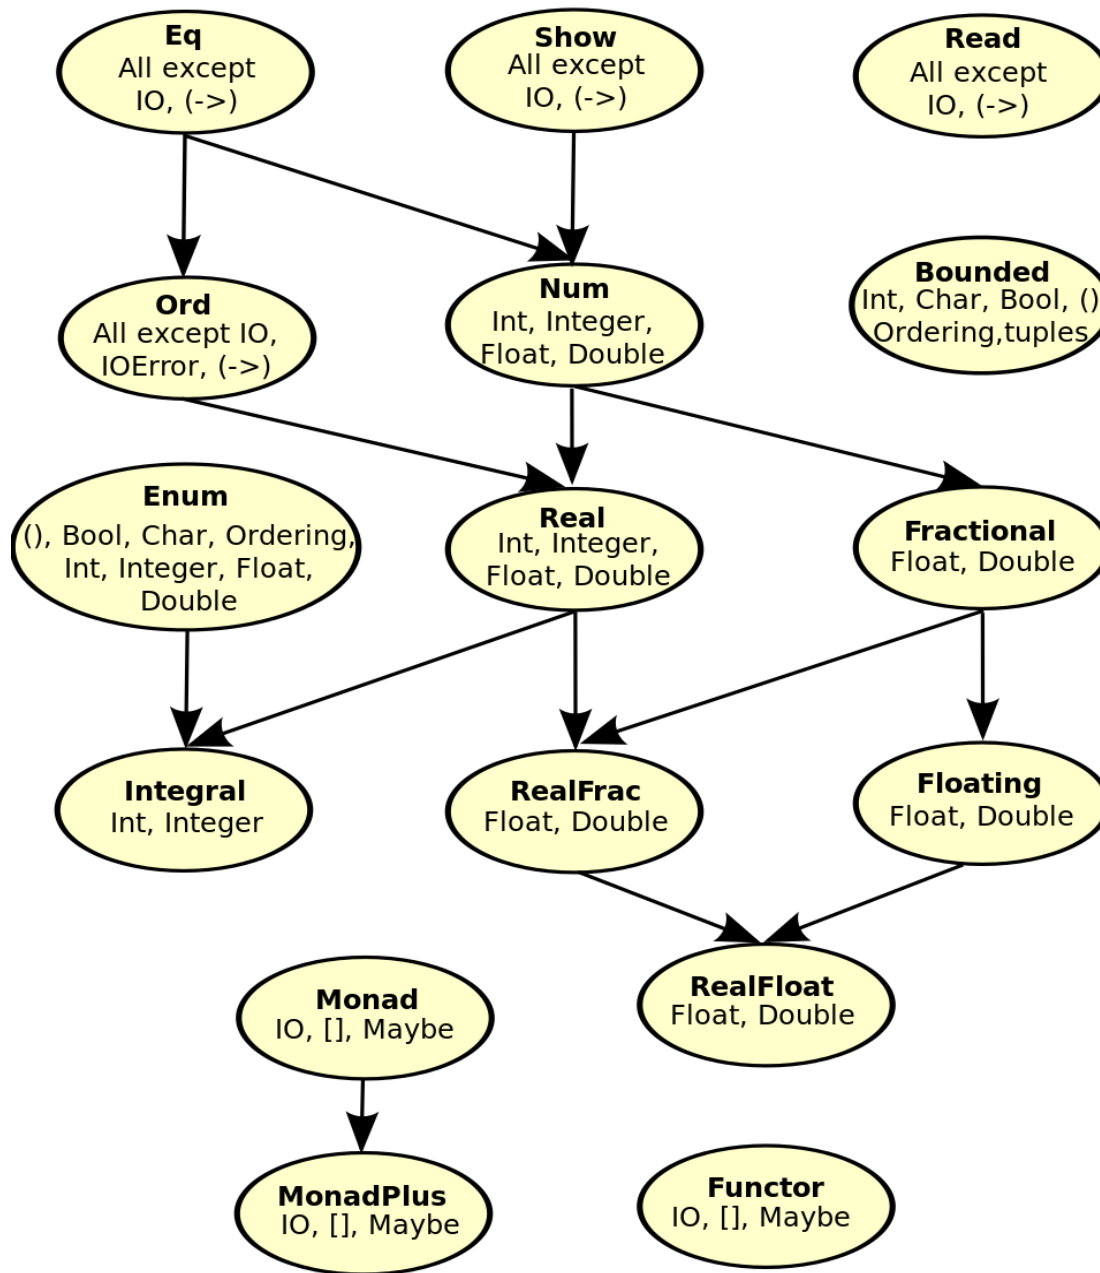 Eq
All except
IO, (->)
Show
All except
IO, (->)
Read
All except
IO, (->)
Ord
All except IO,
IOError, (->)
Num
Int, Integer,
Float, Double
Bounded
Int, Char, Bool, ()
Ordering,tuples
Enum
(), Bool, Char, Ordering,
Int, Integer, Float,
Double
Real
Int, Integer,
Float, Double
Fractional
Float, Double
Integral
Int, Integer
RealFrac
Float, Double
Floating
Float, Double
Monad
IO, [], Maybe
RealFloat
Float, Double
MonadPlus
IO, [], Maybe
Functor
IO, [], Maybe